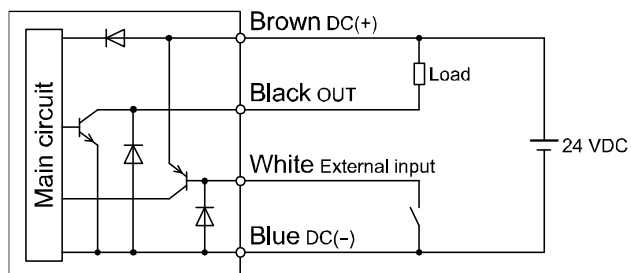 Main circuit
Brown DC(+)
Load
Black OUT
24 VDC
White External input
Blue DC(−)